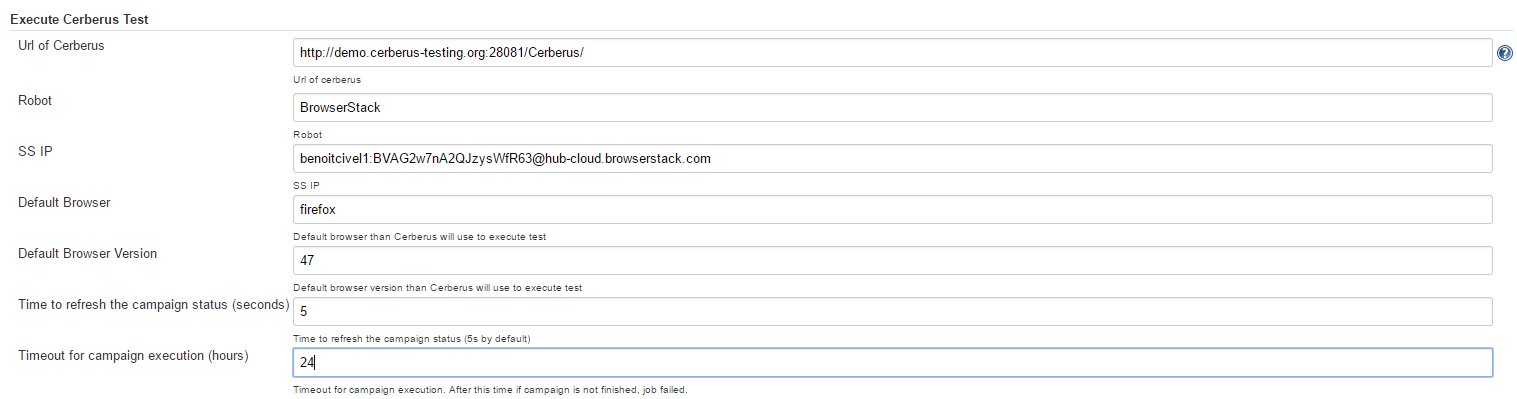 Execute Cerberus Test
Url of Cerberus
http://demo.cerberus-testing.org:28081/Cerberus/
Url of cerberus
Robot
BrowserStack
Robot
SS IP
benoitcivel1:BVAG2w7nA2QJzysWfR63@hub-cloud.browserstack.com
SS IP
Default Browser
firefox
Default browser than Cerberus will use to execute test
Default Browser Version
47
Default browser version than Cerberus will use to execute test
Time to refresh the campaign status (seconds)
5
Time to refresh the campaign status (5s by default)
Timeout for campaign execution (hours)
24
Timeout for campaign execution. After this time if campaign is not finished, job failed.